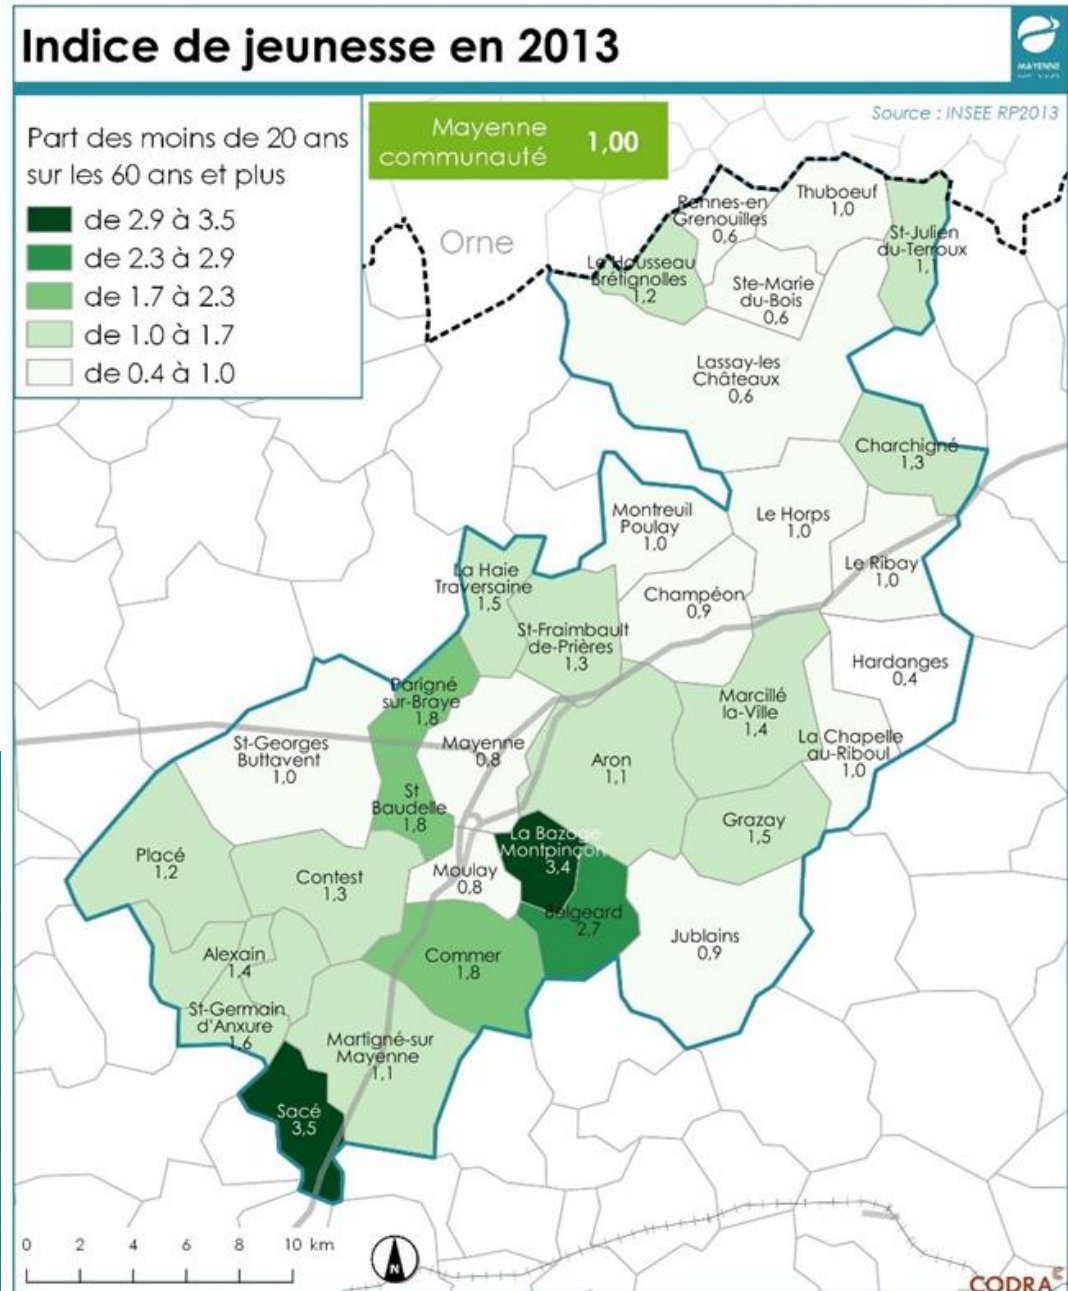 Indice de jeunesse en 2013
MAYENNE
Source : INSEE RP2013
Part des moins de 20 ans
sur les 60 ans et plus
de 2.9 à 3.5
de 2.3 à 2.9
de 1.7 à 2.3
de 1.0 à 1.7
de 0.4 à 1.0
Mayenne
communauté
1,00
Orne
Rennes-en
Grenouilles
0,6
Thuboeuf
1,0
St-Julien
du-Terroux
1,1
Le Housseau
Brétignolles
1,2
Ste-Marie
du-Bois
0,6
Lassay-les
Châteaux
0,6
Charchigné
1,3
Montreuil
Poulay
1,0
Le Horps
1,0
Le Ribay
1,0
La Haie
Traversaine
1,5
Champéon
0,9
St-Fraimbault
de-Prières
1,3
Hardanges
0,4
Parigné
sur-Braye
1,8
Marcillé
la-Ville
1,4
La Chapelle
au-Riboul
1,0
St-Georges
Buttavent
1,0
Mayenne
0,8
Aron
1,1
St
Baudelle
1,8
Grazay
1,5
La Bazoge
Montpinçon
3,4
Placé
1,2
Contest
1,3
Moulay
0,8
Belgeard
2,7
Jublains
0,9
Alexain
1,4
Commer
1,8
St-Germain
d'Anxure
1,6
Martigné-sur
Mayenne
1,1
Sacé
3,5
0 2 4 6 8 10 km
N
CODRA